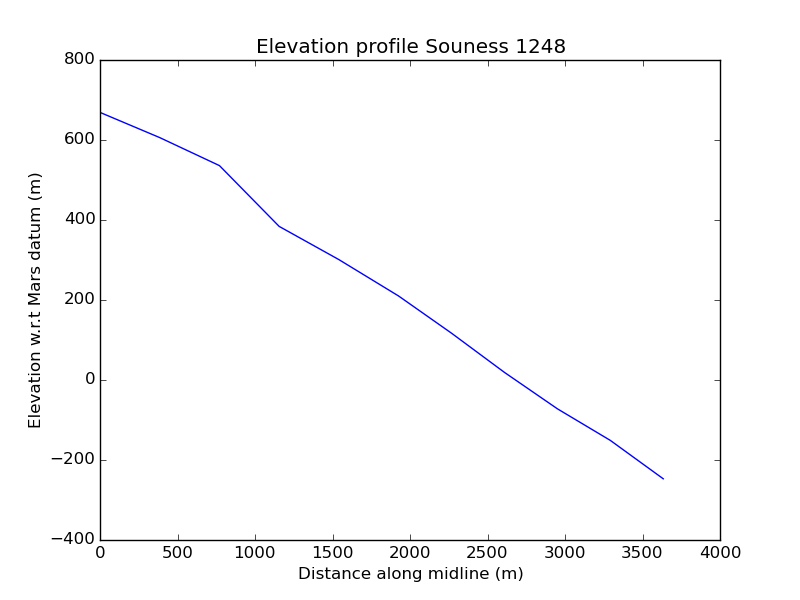 Elevation profile Souness 1248
800
600
400
200
0
−200
−400
Elevation w.r.t Mars datum (m)
0 500 1000 1500 2000 2500 3000 3500 4000
Distance along midline (m)